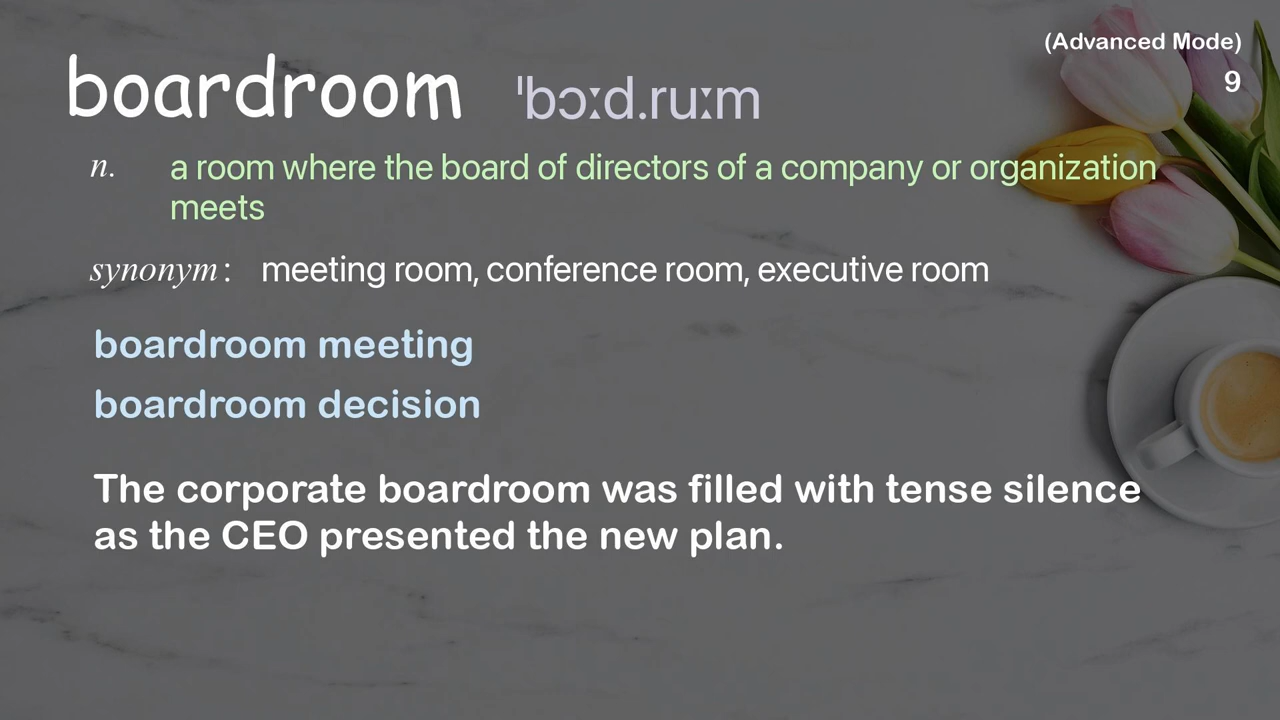 (Advanced Mode)
9
boardroom ˈbɔːd.ruːm
n. a room where the board of directors of a company or organization
meets
synonym: meeting room, conference room, executive room
boardroom meeting
boardroom decision
The corporate boardroom was filled with tense silence
as the CEO presented the new plan.